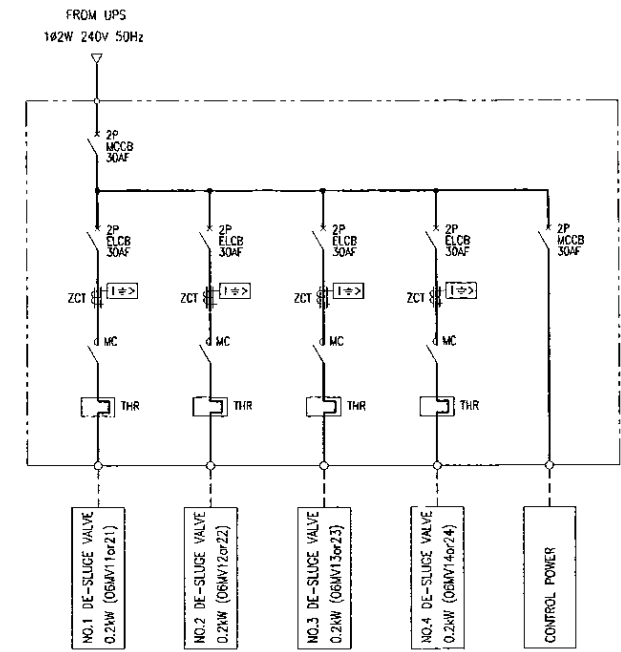 FROM UPS
1ø2W 240V 50Hz
2P
MCCB
30AF
2P
ELCB
30AF
2P
ELCB
30AF
2P
ELCB
30AF
2P
ELCB
30AF
2P
MCCB
30AF
ZCT
I ⏚>
ZCT
I ⏚>
ZCT
I ⏚>
ZCT
I ⏚>
MC
MC
MC
MC
THR
THR
THR
THR
NO.1 DE-SLUGE VALVE
0.2kW (06MV11or21)
NO.2 DE-SLUGE VALVE
0.2kW (06MV12or22)
NO.3 DE-SLUGE VALVE
0.2kW (06MV13or23)
NO.4 DE-SLUGE VALVE
0.2kW (06MV14or24)
CONTROL POWER